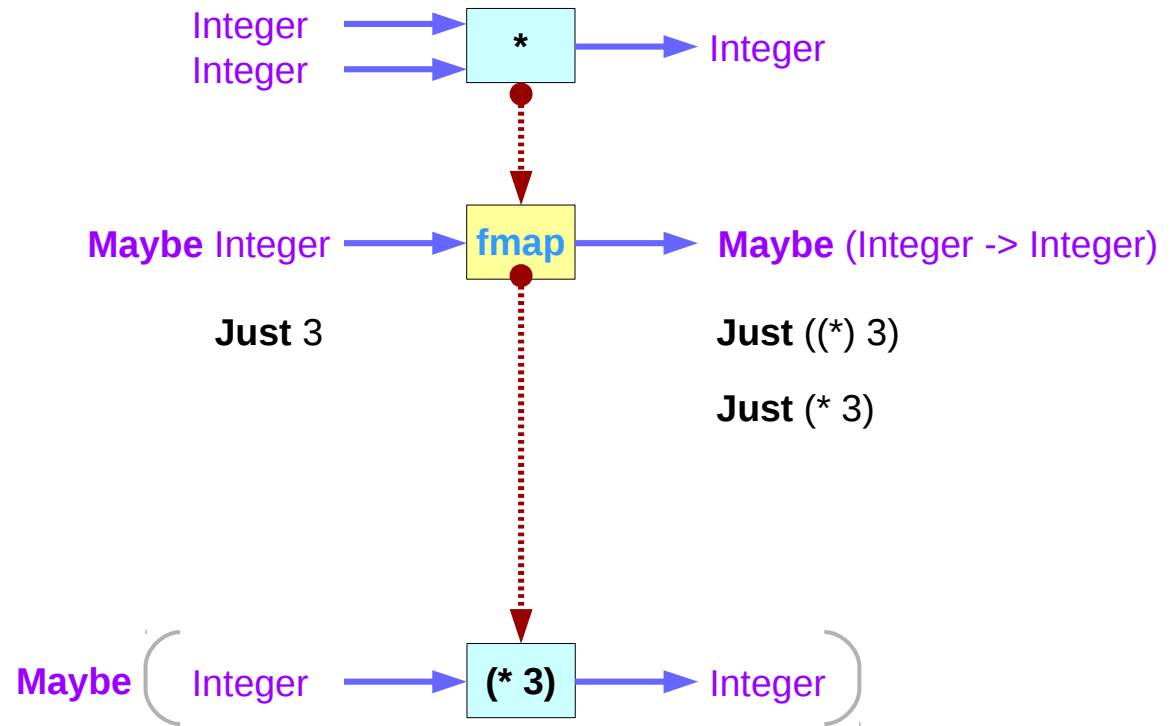 Integer
* Integer
Integer
Maybe Integer fmap Maybe (Integer -> Integer)
Just 3 Just ((*) 3)
Just (* 3)
Maybe Integer (* 3) Integer